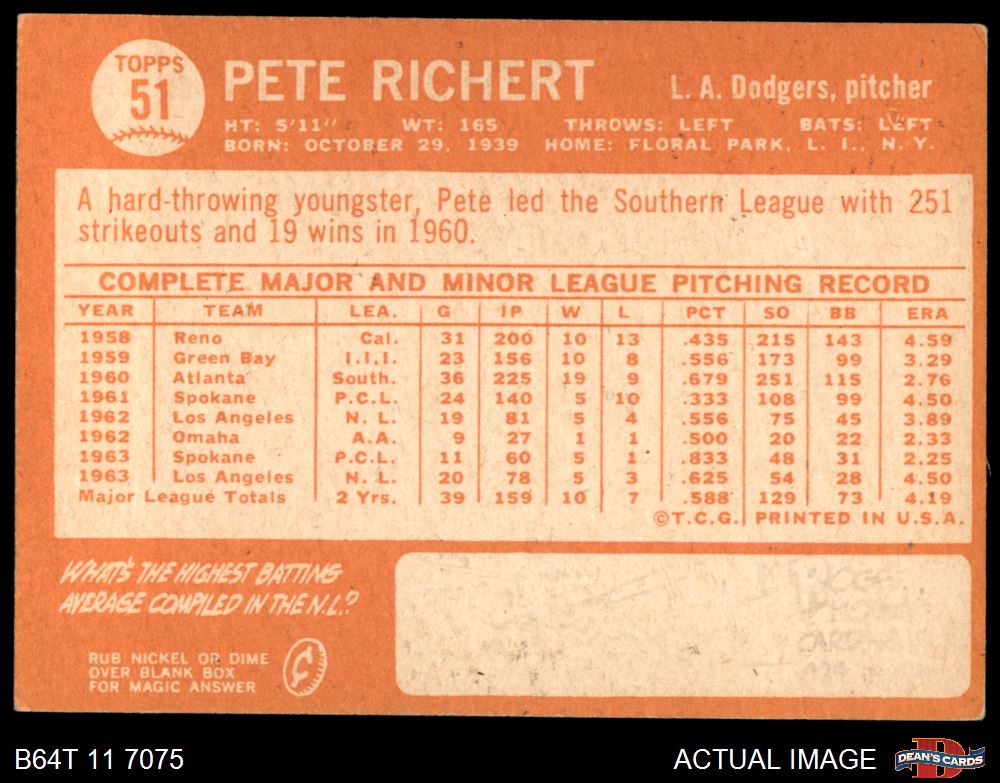 TOPPS
51
PETE RICHERT
L. A. Dodgers, pitcher
HT: 5'11" WT: 165 THROWS: LEFT BATS: LEFT
BORN: OCTOBER 29, 1939 HOME: FLORAL PARK, L. I., N. Y.
A hard-throwing youngster, Pete led the Southern League with 251
strikeouts and 19 wins in 1960.
COMPLETE MAJOR AND MINOR LEAGUE PITCHING RECORD
YEAR TEAM LEA. G IP W L PCT SO BB ERA
1958 Reno Cal. 31 200 10 13 .435 215 143 4.59
1959 Green Bay I.I.I. 23 156 10 8 .556 173 99 3.29
1960 Atlanta South. 36 225 19 9 .679 251 115 2.76
1961 Spokane P.C.L. 24 140 5 10 .333 108 99 4.50
1962 Los Angeles N. L. 19 81 5 4 .556 75 45 3.89
1962 Omaha A.A. 9 27 1 1 .500 20 22 2.33
1963 Spokane P.C.L. 11 60 5 1 .833 48 31 2.25
1963 Los Angeles N. L. 20 78 5 3 .625 54 28 4.50
Major League Totals 2 Yrs. 39 159 10 7 .588 129 73 4.19
©T.C.G. PRINTED IN U.S.A.
WHAT'S THE HIGHEST BATTING
AVERAGE COMPILED IN THE N.L.?
RUB NICKEL OR DIME
OVER BLANK BOX
FOR MAGIC ANSWER
B64T 11 7075
ACTUAL IMAGE
DEAN'S CARDS